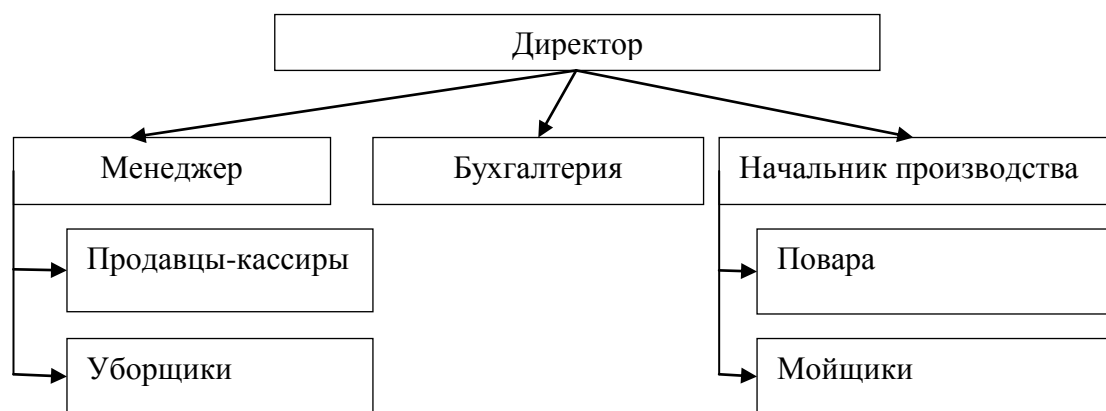 Директор
Менеджер
Бухгалтерия
Начальник производства
Продавцы-кассиры
Повара
Уборщики
Мойщики